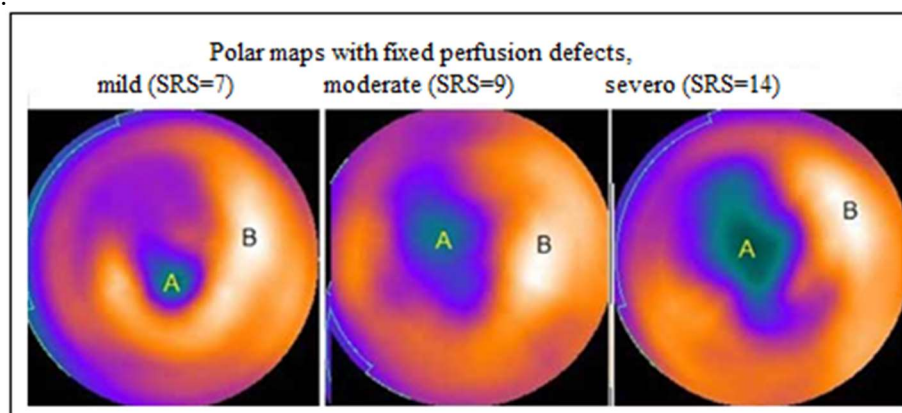 .
Polar maps with fixed perfusion defects,
mild (SRS=7) moderate (SRS=9) severo (SRS=14)
B B B
A A A